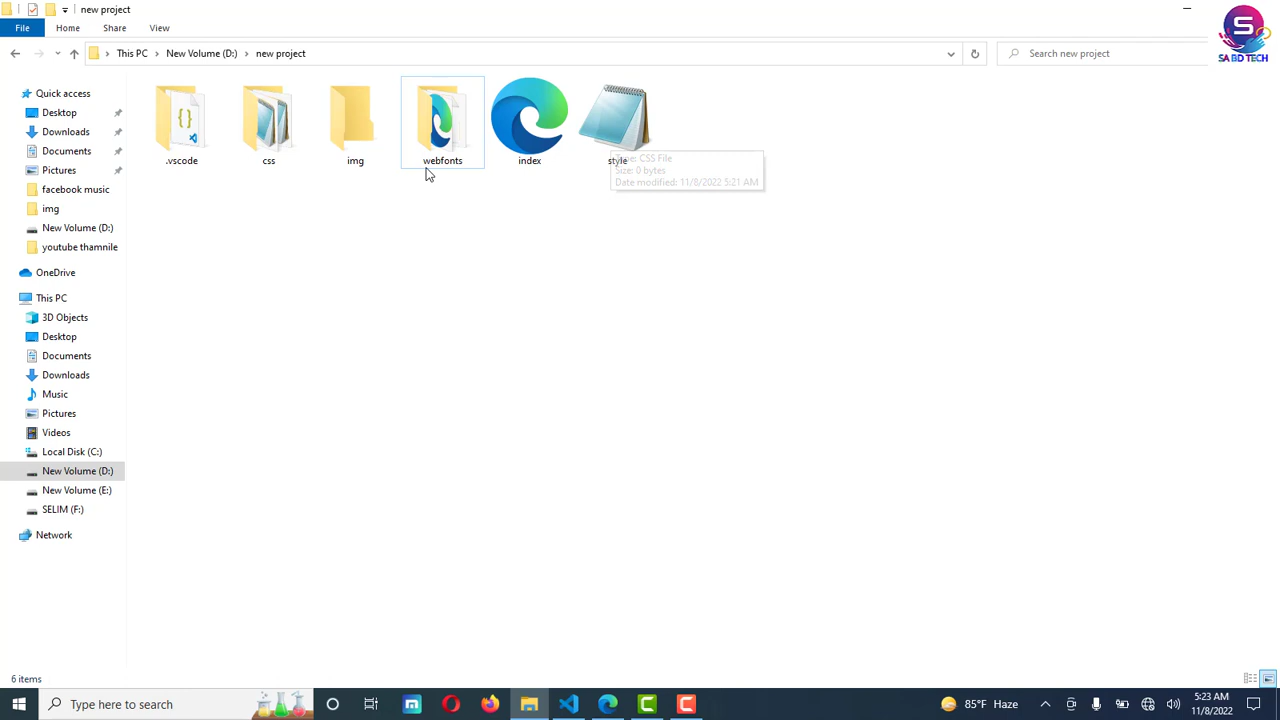 new project
File Home Share View
This PC New Volume (D:) new project
Search new project
S
SA BD TECH
Quick access
Desktop
Downloads
Documents
Pictures
facebook music
img
New Volume (D:)
youtube thamnile
OneDrive
This PC
3D Objects
Desktop
Documents
Downloads
Music
Pictures
Videos
Local Disk (C:)
New Volume (D:)
New Volume (E:)
SELIM (F:)
Network
.vscode css img webfonts index style
Type: CSS File
Size: 0 bytes
Date modified: 11/8/2022 5:21 AM
6 items
Type here to search
85°F Haze
5:23 AM
11/8/2022